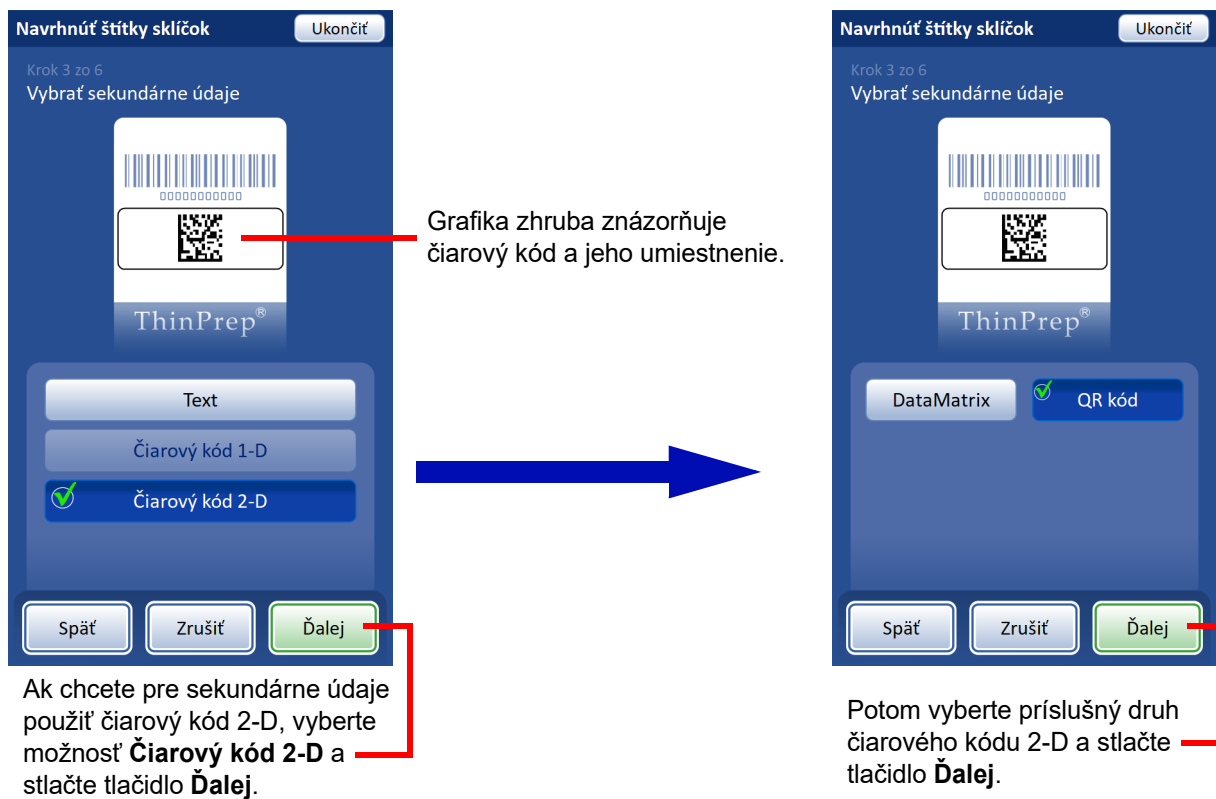 Navrhnúť štítky sklíčok
Ukončiť
Krok 3 zo 6
Vybrať sekundárne údaje
00000000000
ThinPrep®
Text
Čiarový kód 1-D
Čiarový kód 2-D
Späť
Zrušiť
Ďalej
Grafika zhruba znázorňuje
čiarový kód a jeho umiestnenie.
Ak chcete pre sekundárne údaje
použiť čiarový kód 2-D, vyberte
možnosť Čiarový kód 2-D a
stlačte tlačidlo Ďalej.
Navrhnúť štítky sklíčok
Ukončiť
Krok 3 zo 6
Vybrať sekundárne údaje
00000000000
ThinPrep®
DataMatrix
QR kód
Späť
Zrušiť
Ďalej
Potom vyberte príslušný druh
čiarového kódu 2-D a stlačte
tlačidlo Ďalej.